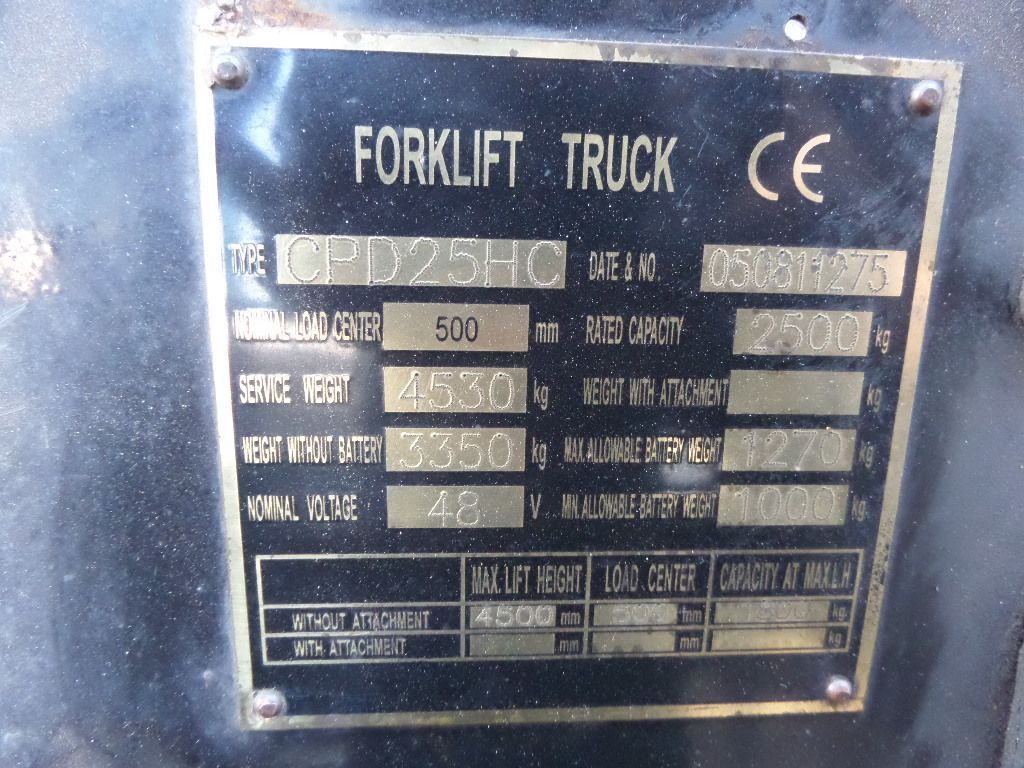 FORKLIFT TRUCK CE
TYPE CPD25HC DATE & NO. 050811275
NOMINAL LOAD CENTER 500 mm RATED CAPACITY 2500 kg
SERVICE WEIGHT 4530 kg WEIGHT WITH ATTACHMENT kg
WEIGHT WITHOUT BATTERY 3350 kg MAX. ALLOWABLE BATTERY WEIGHT 1270 kg
NOMINAL VOLTAGE 48 V MIN. ALLOWABLE BATTERY WEIGHT 1000 kg
MAX. LIFT HEIGHT LOAD CENTER CAPACITY AT MAX.L.H
WITHOUT ATTACHMENT 4500 mm 500 mm kg
WITH ATTACHMENT mm mm kg